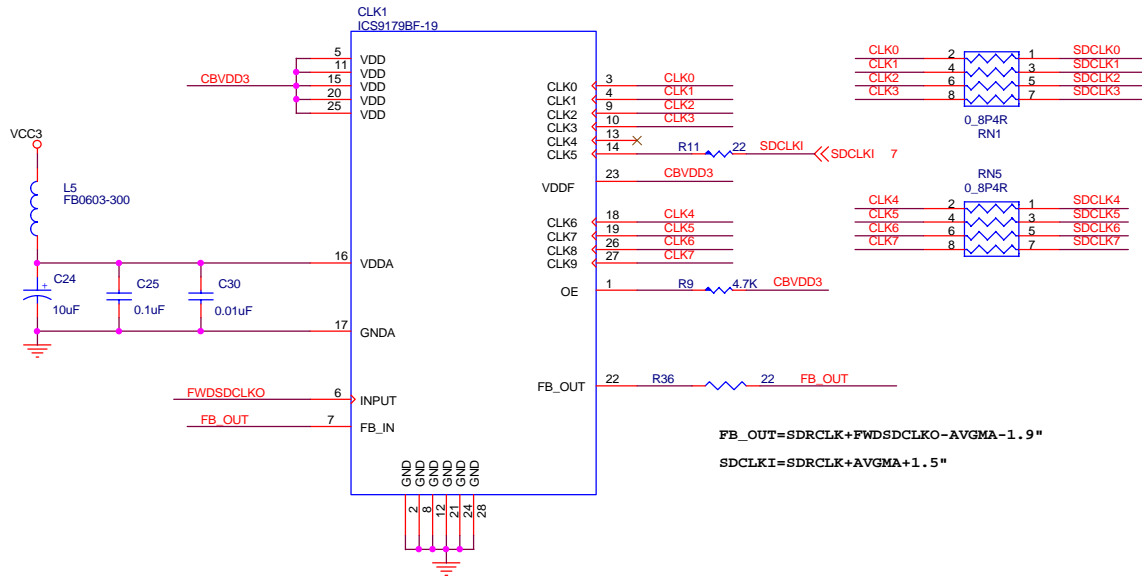 CLK1
ICS9179BF-19
5 VDD
11 VDD
CBVDD3 15 VDD
20 VDD
25 VDD
CLK0 3 CLK0
CLK1 4 CLK1
CLK2 9 CLK2
CLK3 10 CLK3
CLK4 13
CLK5 14 R11 22 SDCLKI SDCLKI 7
VDDF 23 CBVDD3
CLK6 18 CLK4
CLK7 19 CLK5
CLK8 26 CLK6
CLK9 27 CLK7
OE 1 R9 4.7K CBVDD3
FB_OUT 22 R36 22 FB_OUT
VCC3
L5
FB0603-300
16 VDDA
C24
10uF
C25
0.1uF
C30
0.01uF
17 GNDA
FWDSDCLKO 6 INPUT
FB_OUT 7 FB_IN
GND GND GND GND GND GND
2 8 12 21 24 28
CLK0 2 1 SDCLK0
CLK1 4 3 SDCLK1
CLK2 6 5 SDCLK2
CLK3 8 7 SDCLK3
0_8P4R
RN1
RN5
0_8P4R
CLK4 2 1 SDCLK4
CLK5 4 3 SDCLK5
CLK6 6 5 SDCLK6
CLK7 8 7 SDCLK7
FB_OUT=SDRCLK+FWDSDCLKO-AVGMA-1.9"
SDCLKI=SDRCLK+AVGMA+1.5"